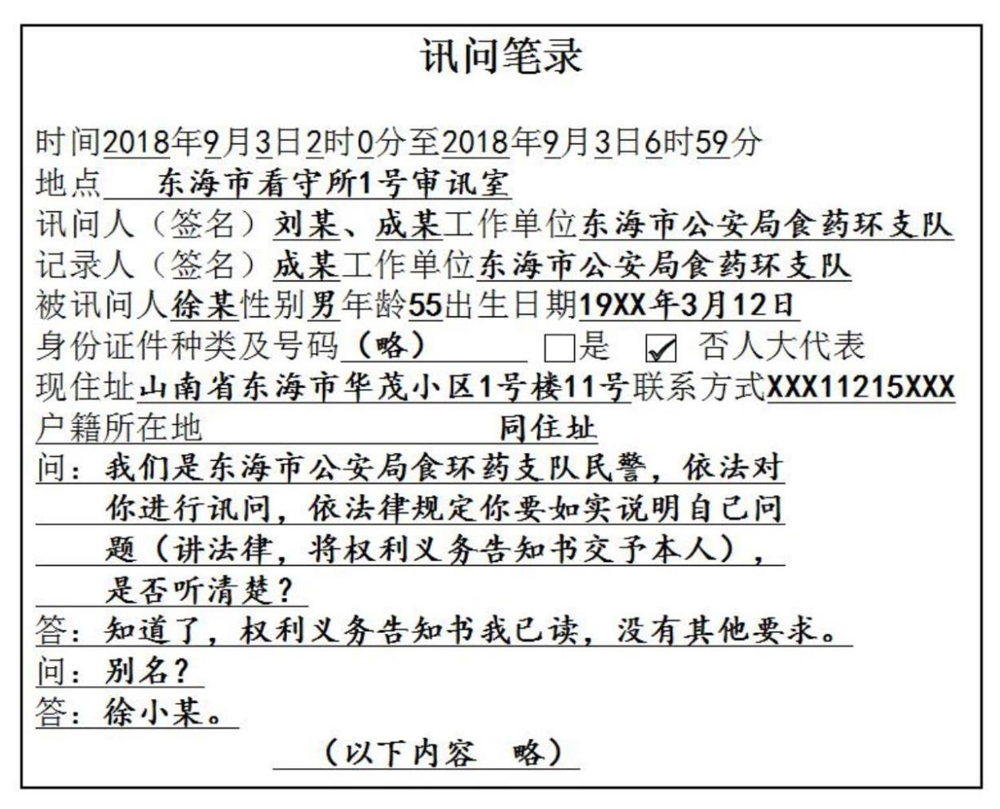 讯问笔录
时间2018年9月3日2时0分至2018年9月3日6时59分
地点 东海市看守所1号审讯室
讯问人（签名）刘某、成某工作单位东海市公安局食药环支队
记录人（签名）成某工作单位东海市公安局食药环支队
被讯问人徐某性别男年龄55出生日期19XX年3月12日
身份证件种类及号码（略） □是 ☑ 否人大代表
现住址山南省东海市华茂小区1号楼11号联系方式XXX11215XXX
户籍所在地 同住址
问：我们是东海市公安局食环药支队民警，依法对
你进行讯问，依法律规定你要如实说明自己问
题（讲法律，将权利义务告知书交予本人），
是否听清楚？
答：知道了，权利义务告知书我已读，没有其他要求。
问：别名？
答：徐小某。
（以下内容 略）